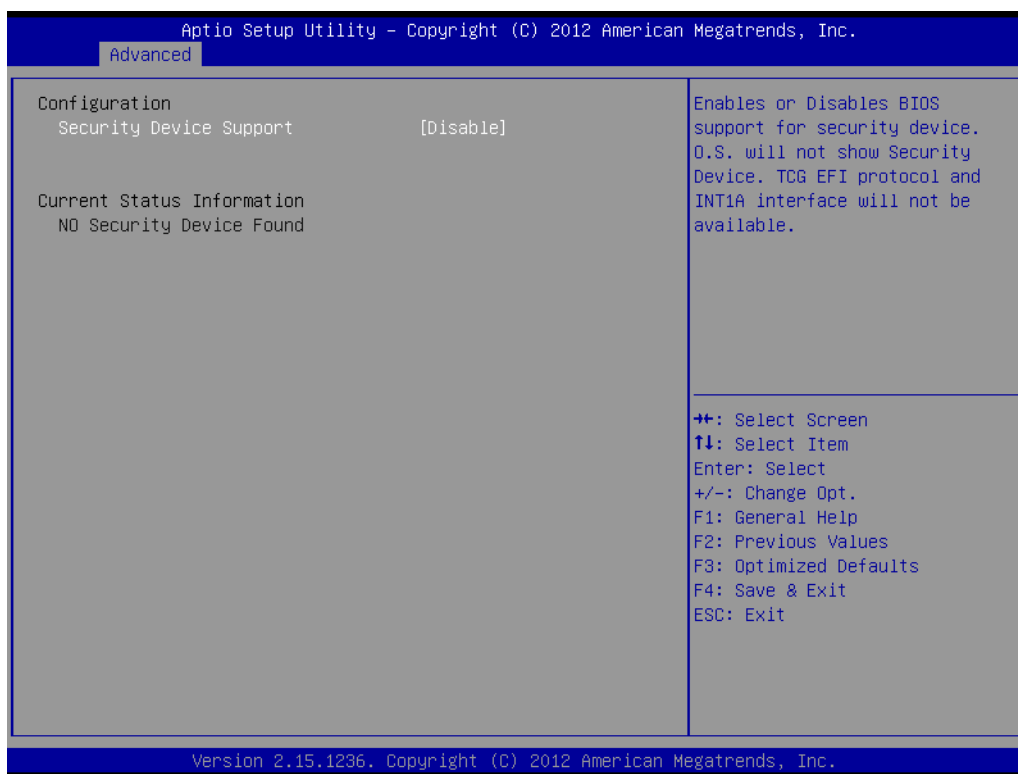 Aptio Setup Utility – Copyright (C) 2012 American Megatrends, Inc.
Advanced
Configuration
Security Device Support [Disable]
Current Status Information
NO Security Device Found
Enables or Disables BIOS
support for security device.
O.S. will not show Security
Device. TCG EFI protocol and
INT1A interface will not be
available.
→←: Select Screen
↑↓: Select Item
Enter: Select
+/-: Change Opt.
F1: General Help
F2: Previous Values
F3: Optimized Defaults
F4: Save & Exit
ESC: Exit
Version 2.15.1236. Copyright (C) 2012 American Megatrends, Inc.